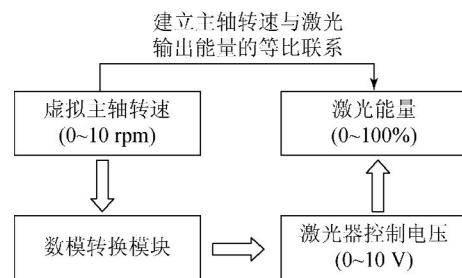 建立主轴转速与激光
输出能量的等比联系
虚拟主轴转速
(0~10 rpm)
激光能量
(0~100%)
数模转换模块
激光器控制电压
(0~10 V)